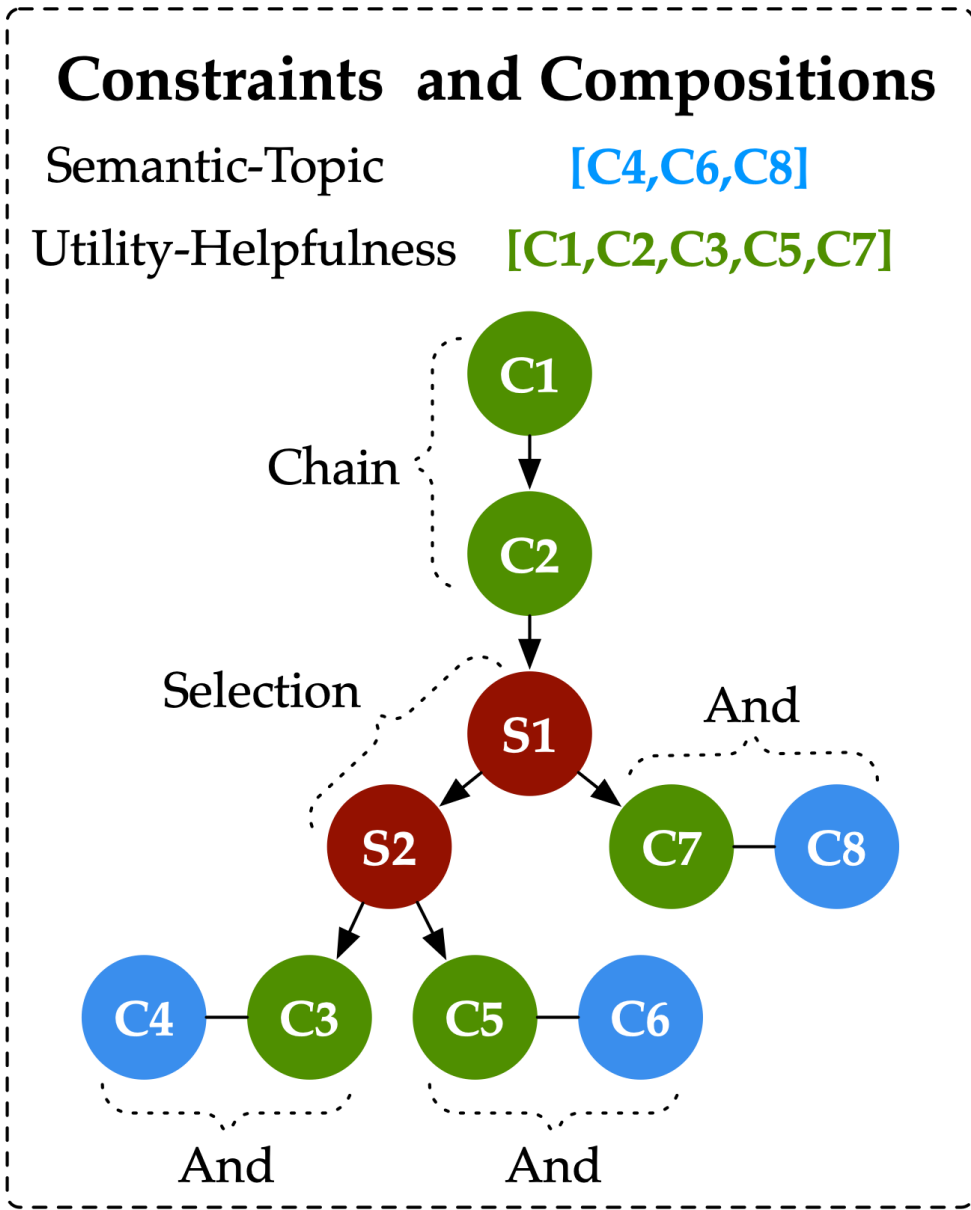 Constraints and Compositions
Semantic-Topic [C4,C6,C8]
Utility-Helpfulness [C1,C2,C3,C5,C7]
C1
Chain
C2
Selection
S1
And
S2
C7
C8
C4
C3
C5
C6
And
And